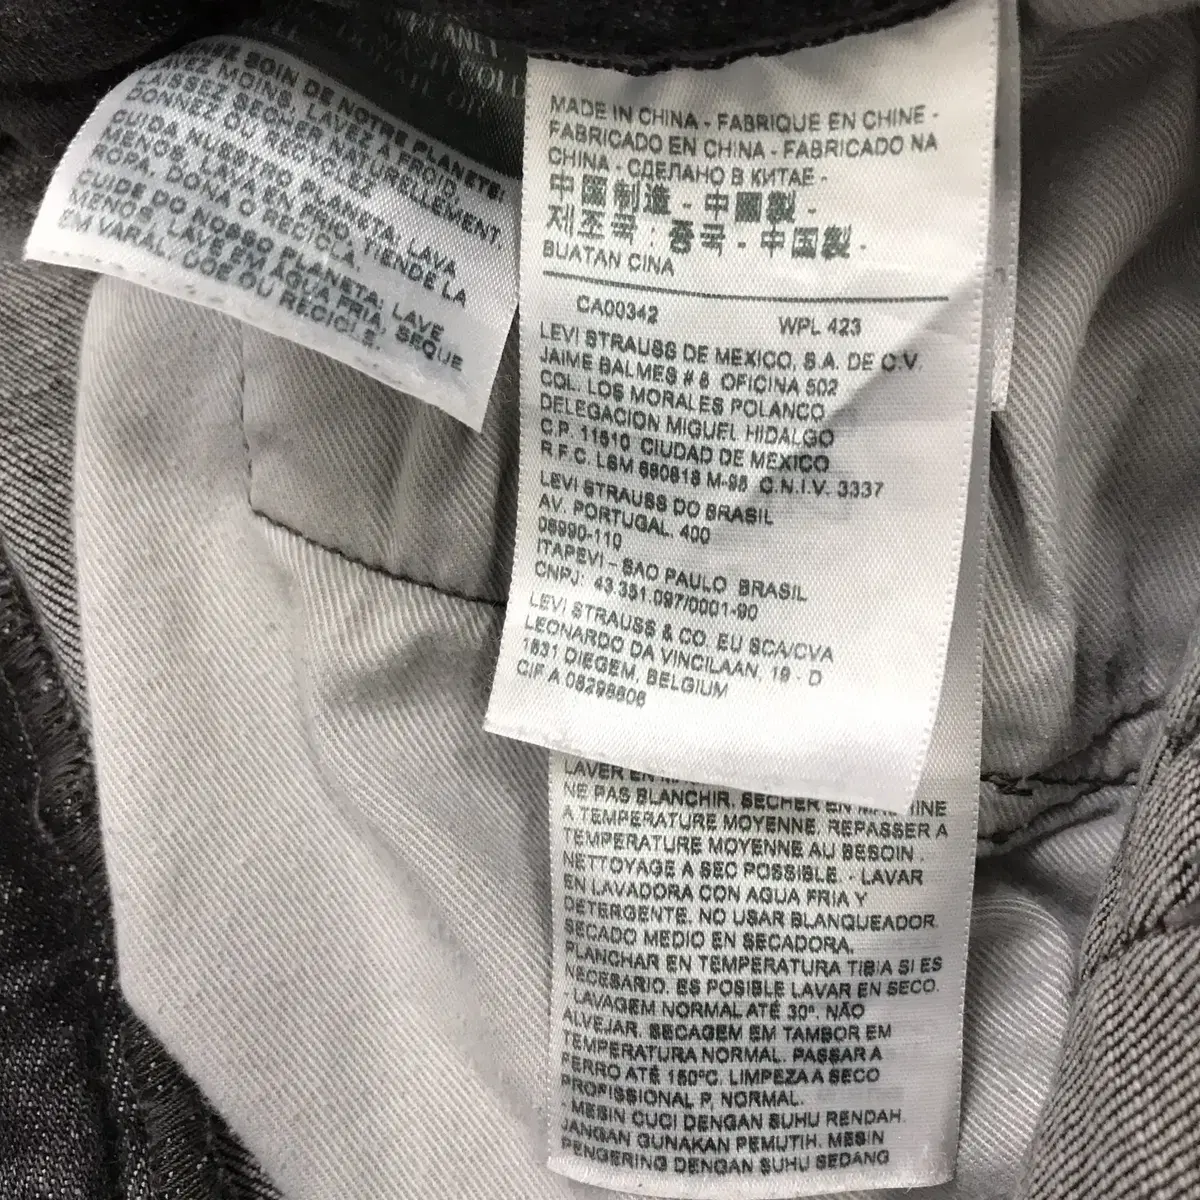 SOIN DE NOTRE PLANETE:
AVEZ MOINS, LAVEZ A FROID,
LAISSEZ SECHER NATURELLEMENT,
DONNEZ OU RECYCLEZ
CUIDA NUESTRO PLANETA: LAVA
MENOS, LAVA EN FRIO, TIENDE LA
ROPA, DONA O RECICLA.
CUIDE DO NOSSO PLANETA: LAVE
MENOS, LAVE EM AGUA FRIA, SEQUE
EM VARAL, DOE OU RECICLE.
MADE IN CHINA - FABRIQUE EN CHINE -
FABRICADO EN CHINA - FABRICADO NA
CHINA - СДЕЛАНО В КИТАЕ -
中國制造 - 中國製 -
제조국 : 중국 - 中国製 -
BUATAN CINA
CA00342 WPL 423
LEVI STRAUSS DE MEXICO, S.A. DE C.V.
JAIME BALMES # 8 OFICINA 502
COL. LOS MORALES POLANCO
DELEGACION MIGUEL HIDALGO
C.P. 11510 CIUDAD DE MEXICO
R.F.C. LSM 880818 M-98 C.N.I.V. 3337
LEVI STRAUSS DO BRASIL
AV. PORTUGAL, 400
06690-110
ITAPEVI - SAO PAULO BRASIL
CNPJ: 43.351.097/0001-90
LEVI STRAUSS & CO. EU SCA/CVA
LEONARDO DA VINCILAAN, 19 - D
1831 DIEGEM, BELGIUM
CIF A 08298806
LAVER EN
NE PAS BLANCHIR. SECHER EN MACHINE
A TEMPERATURE MOYENNE. REPASSER A
TEMPERATURE MOYENNE AU BESOIN .
NETTOYAGE A SEC POSSIBLE. - LAVAR
EN LAVADORA CON AGUA FRIA Y
DETERGENTE. NO USAR BLANQUEADOR.
SECADO MEDIO EN SECADORA.
PLANCHAR EN TEMPERATURA TIBIA SI ES
NECESARIO. ES POSIBLE LAVAR EN SECO.
- LAVAGEM NORMAL ATÉ 30º. NÃO
ALVEJAR. SECAGEM EM TAMBOR EM
TEMPERATURA NORMAL. PASSAR A
FERRO ATÉ 150ºC. LIMPEZA A SECO
PROFISSIONAL P, NORMAL.
- MESIN CUCI DENGAN SUHU RENDAH.
JANGAN GUNAKAN PEMUTIH. MESIN
PENGERING DENGAN SUHU SEDANG